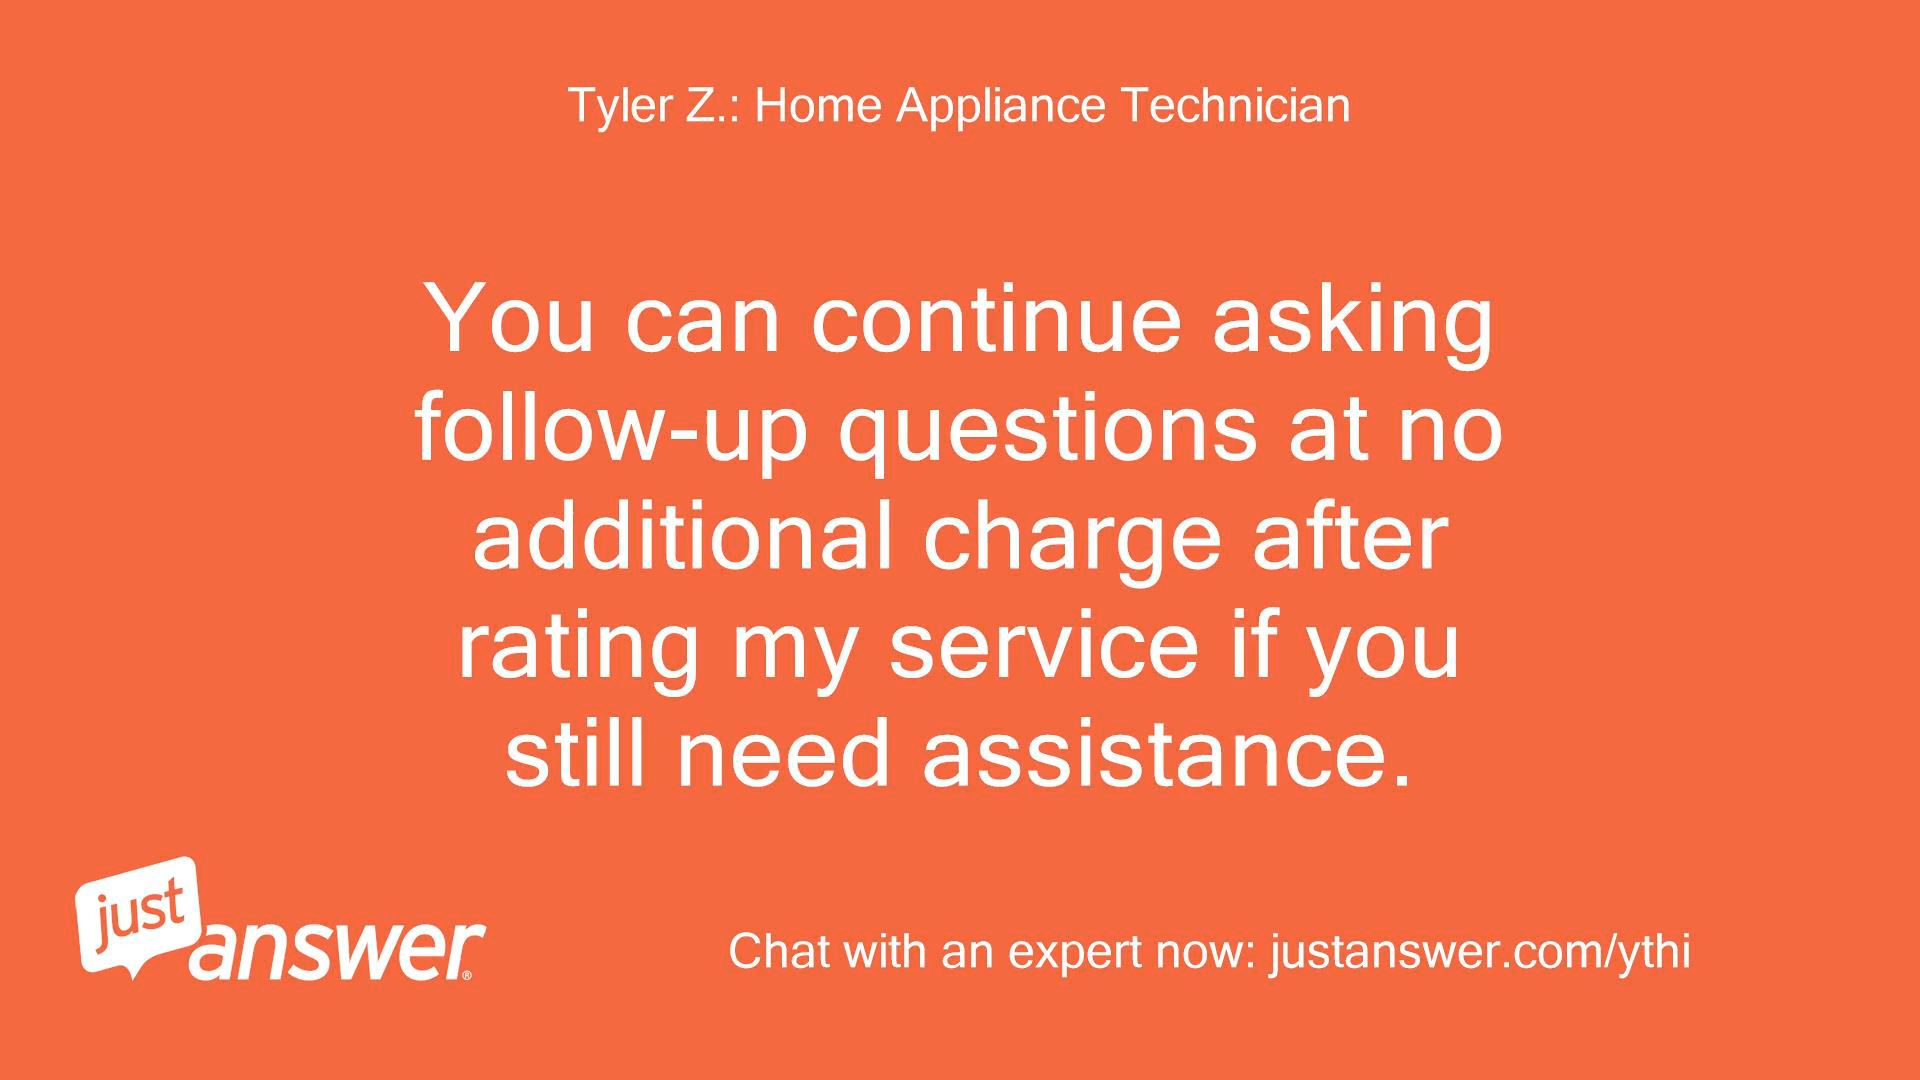 Tyler Z.: Home Appliance Technician
You can continue asking
follow-up questions at no
additional charge after
rating my service if you
still need assistance.
just
answer®
Chat with an expert now: justanswer.com/ythi